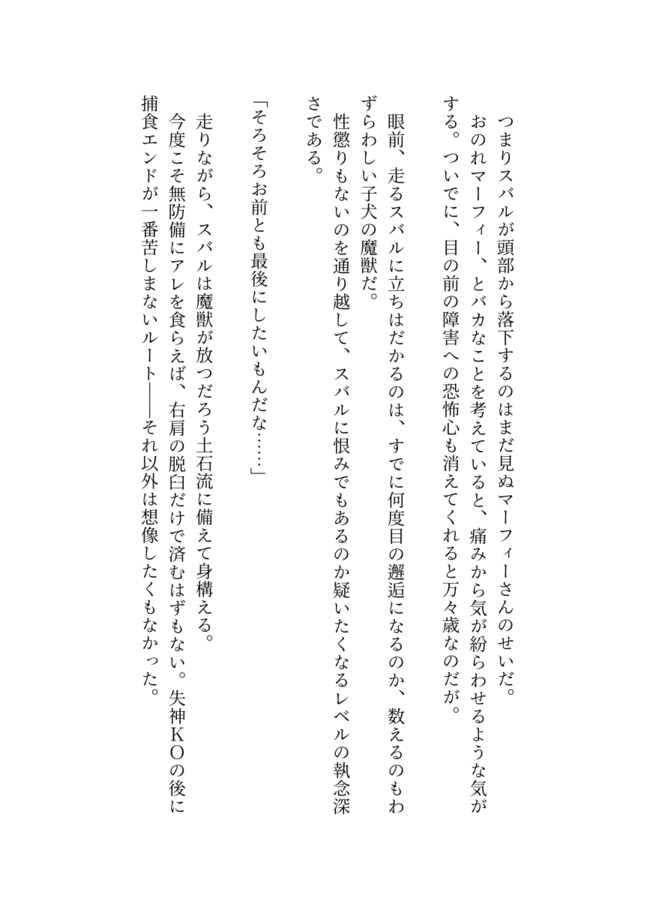 つまりスバルが頭部から落下するのはまだ見ぬマーフィーさんのせいだ。
おのれマーフィー、とバカなことを考えていると、痛みから気が紛らわせるような気が
する。ついでに、目の前の障害への恐怖心も消えてくれると万々歳なのだが。
眼前、走るスバルに立ちはだかるのは、すでに何度目の邂逅になるのか、数えるのもわ
ずらわしい子犬の魔獣だ。
性懲りもないのを通り越して、スバルに恨みでもあるのか疑いたくなるレベルの執念深
さである。
「そろそろお前とも最後にしたいもんだな……」
走りながら、スバルは魔獣が放つだろう土石流に備えて身構える。
今度こそ無防備にアレを食らえば、右肩の脱臼だけで済むはずもない。失神ＫＯの後に
捕食エンドが一番苦しまないルート――それ以外は想像したくもなかった。